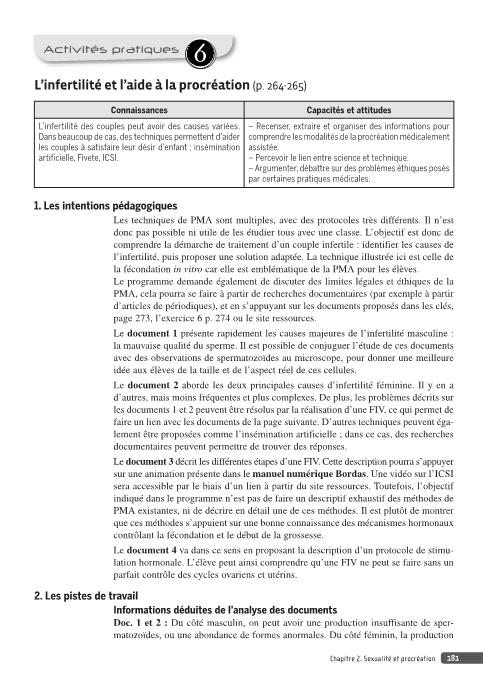 Activités pratiques 6
L'infertilité et l'aide à la procréation (p. 264-265)
Connaissances
Capacités et attitudes
L'infertilité des couples peut avoir des causes variées.
Dans beaucoup de cas, des techniques permettent d'aider
les couples à satisfaire leur désir d'enfant : insémination
artificielle, Fivete, ICSI.
– Recenser, extraire et organiser des informations pour
comprendre les modalités de la procréation médicalement
assistée.
– Percevoir le lien entre science et technique.
– Argumenter, débattre sur des problèmes éthiques posés
par certaines pratiques médicales.
1. Les intentions pédagogiques
Les techniques de PMA sont multiples, avec des protocoles très différents. Il n'est
donc pas possible ni utile de les étudier tous avec une classe. L'objectif est donc de
comprendre la démarche de traitement d'un couple infertile : identifier les causes de
l'infertilité, puis proposer une solution adaptée. La technique illustrée ici est celle de
la fécondation in vitro car elle est emblématique de la PMA pour les élèves.
Le programme demande également de discuter des limites légales et éthiques de la
PMA, cela pourra se faire à partir de recherches documentaires (par exemple à partir
d'articles de périodiques), et en s'appuyant sur les documents proposés dans les clés,
page 273, l'exercice 6 p. 274 ou le site ressources.
Le document 1 présente rapidement les causes majeures de l'infertilité masculine :
la mauvaise qualité du sperme. Il est possible de conjuguer l'étude de ces documents
avec des observations de spermatozoïdes au microscope, pour donner une meilleure
idée aux élèves de la taille et de l'aspect réel de ces cellules.
Le document 2 aborde les deux principales causes d'infertilité féminine. Il y en a
d'autres, mais moins fréquentes et plus complexes. De plus, les problèmes décrits sur
les documents 1 et 2 peuvent être résolus par la réalisation d'une FIV, ce qui permet de
faire un lien avec les documents de la page suivante. D'autres techniques peuvent éga-
lement être proposées comme l'insémination artificielle ; dans ce cas, des recherches
documentaires peuvent permettre de trouver des réponses.
Le document 3 décrit les différentes étapes d'une FIV. Cette description pourra s'appuyer
sur une animation présente dans le manuel numérique Bordas. Une vidéo sur l'ICSI
sera accessible par le biais d'un lien à partir du site ressources. Toutefois, l'objectif
indiqué dans le programme n'est pas de faire un descriptif exhaustif des méthodes de
PMA existantes, ni de décrire en détail une de ces méthodes. Il est plutôt de montrer
que ces méthodes s'appuient sur une bonne connaissance des mécanismes hormonaux
contrôlant la fécondation et le début de la grossesse.
Le document 4 va dans ce sens en proposant la description d'un protocole de stimu-
lation hormonale. L'élève peut ainsi comprendre qu'une FIV ne peut se faire sans un
parfait contrôle des cycles ovariens et utérins.
2. Les pistes de travail
Informations déduites de l'analyse des documents
Doc. 1 et 2 : Du côté masculin, on peut avoir une production insuffisante de sper-
matozoïdes, ou une abondance de formes anormales. Du côté féminin, la production
Chapitre 2. Sexualité et procréation 181